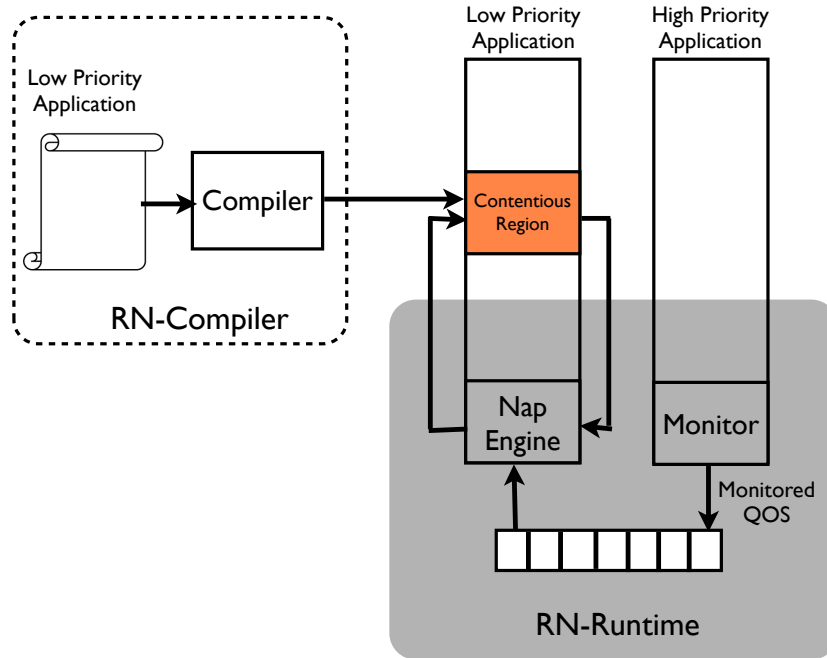 Low Priority
Application
Compiler
RN-Compiler
Low Priority
Application
High Priority
Application
Contentious
Region
Nap
Engine
Monitor
Monitored
QOS
RN-Runtime